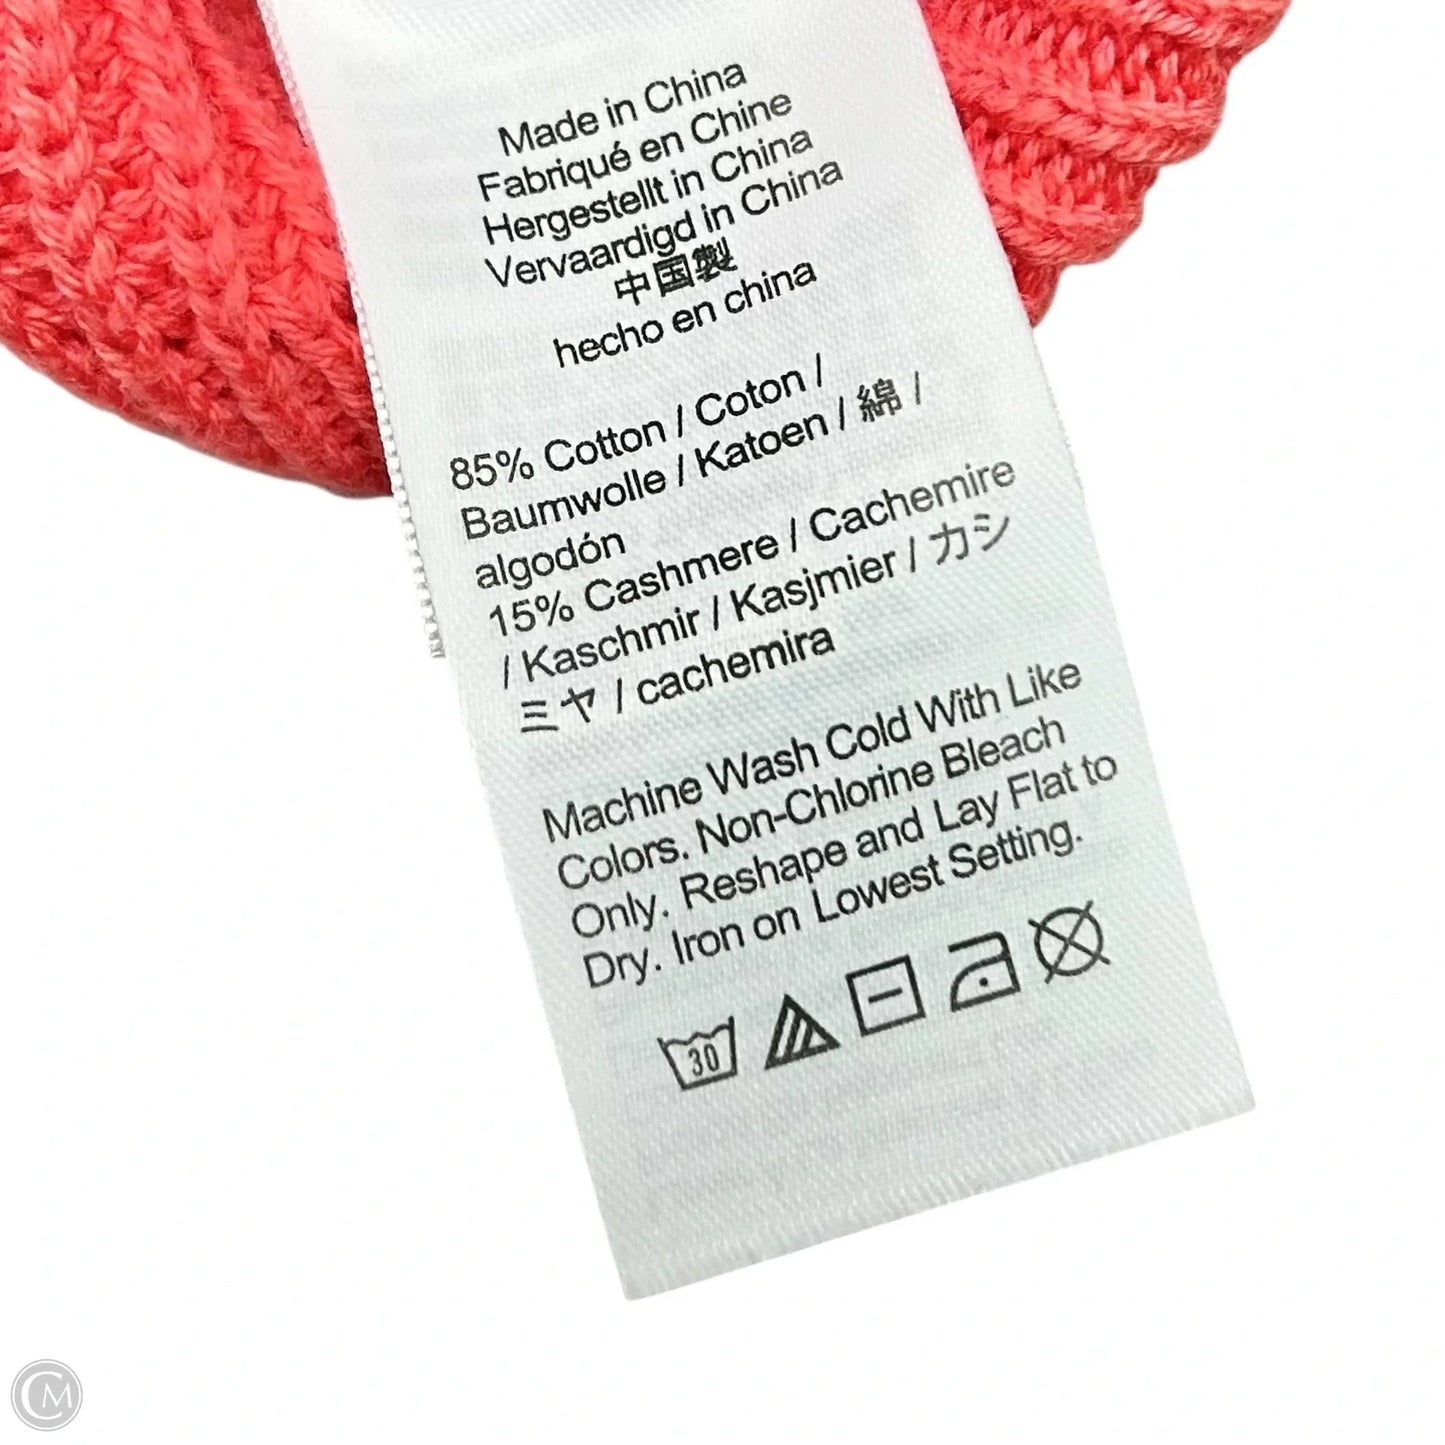 Made in China
Fabriqué en Chine
Hergestellt in China
Vervaardigd in China
中国製
hecho en china
85% Cotton / Coton /
Baumwolle / Katoen / 綿 /
algodón
15% Cashmere / Cachemire
/ Kaschmir / Kasjmier / カシ
ミヤ / cachemira
Machine Wash Cold With Like
Colors. Non-Chlorine Bleach
Only. Reshape and Lay Flat to
Dry. Iron on Lowest Setting.
30
CM